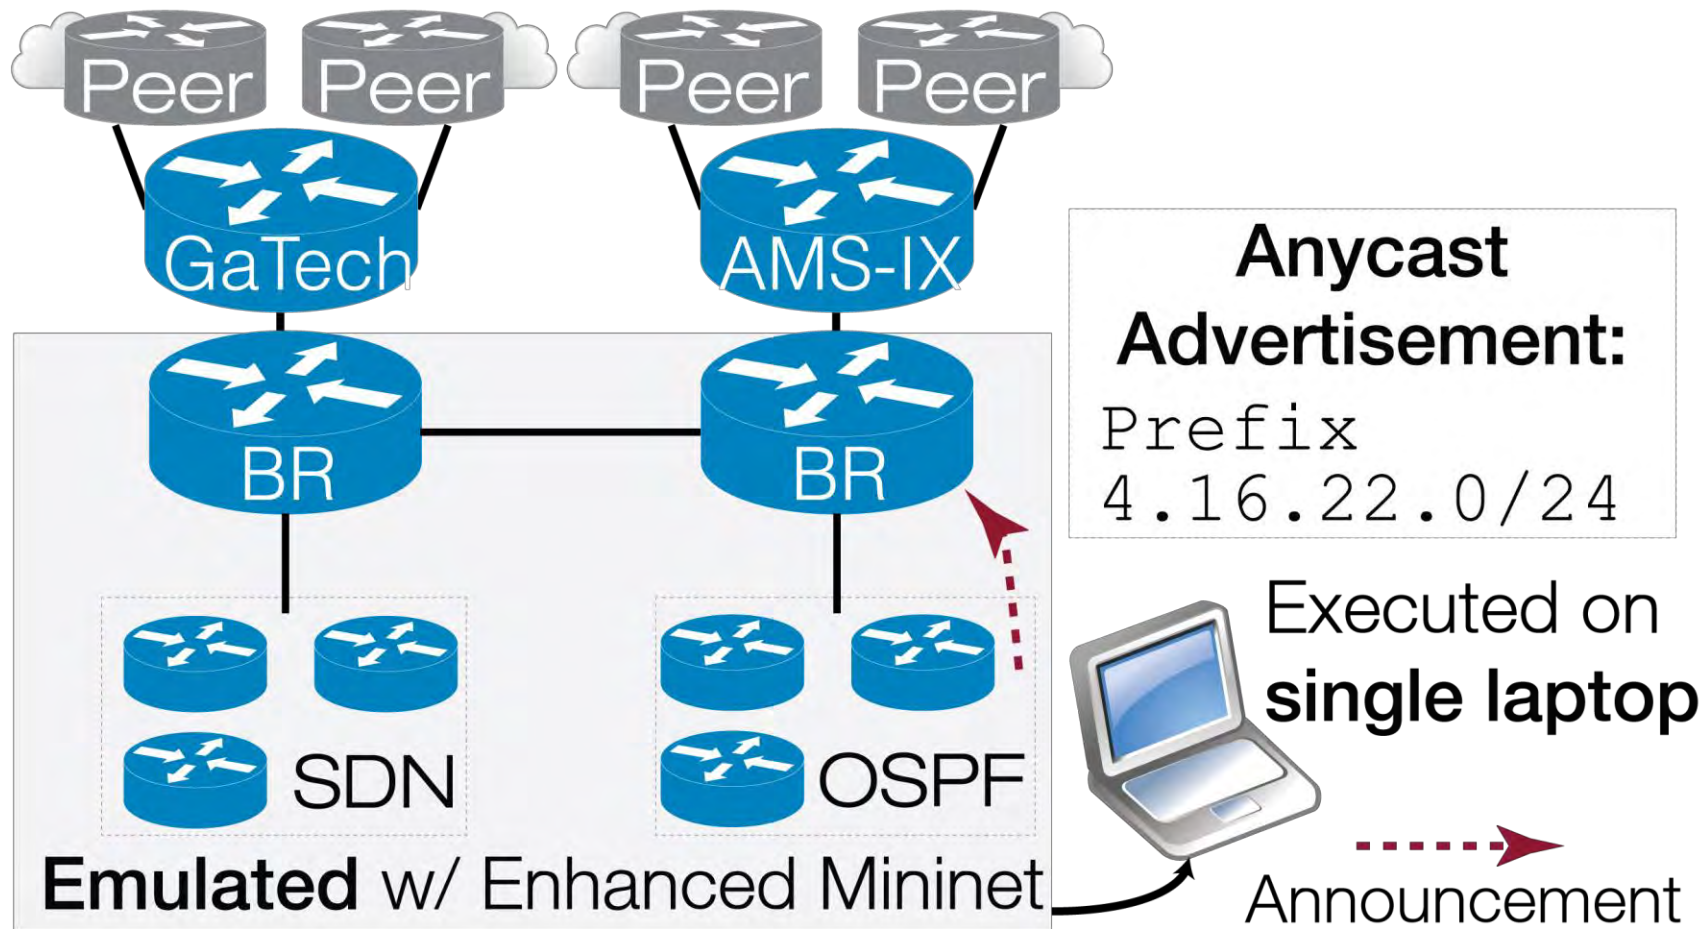 Peer
Peer
Peer
Peer
GaTech
AMS-IX
Anycast
Advertisement:
Prefix
4.16.22.0/24
BR
BR
Executed on
single laptop
SDN
OSPF
Emulated w/ Enhanced Mininet
Announcement